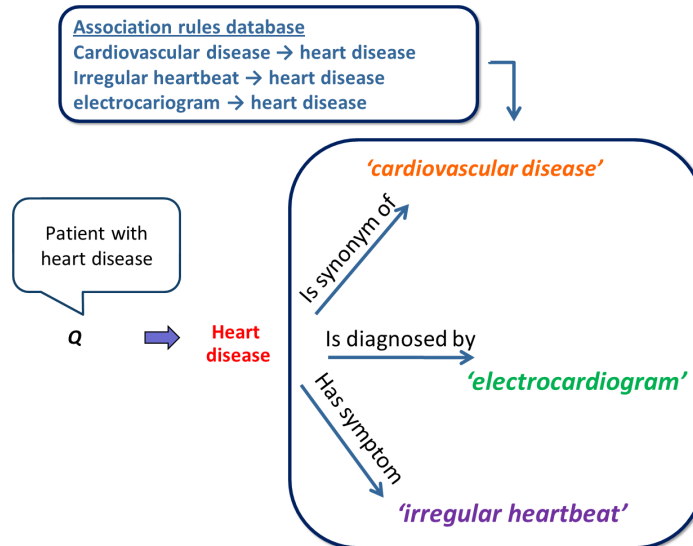 Association rules database
Cardiovascular disease → heart disease
Irregular heartbeat → heart disease
electrocariogram → heart disease
‘cardiovascular disease’
Is synonym of
Patient with
heart disease
Q
Heart
disease
Is diagnosed by
‘electrocardiogram’
Has symptom
‘irregular heartbeat’